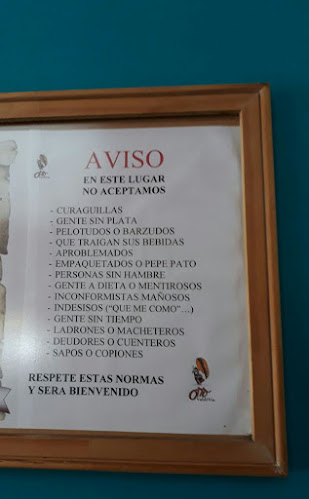 AVISO
EN ESTE LUGAR
NO ACEPTAMOS
- CURAGUILLAS
- GENTE SIN PLATA
- PELOTUDOS O BARZUDOS
- QUE TRAIGAN SUS BEBIDAS
- APROBLEMADOS
- EMPAQUETADOS O PEPE PATO
- PERSONAS SIN HAMBRE
- GENTE A DIETA O MENTIROSOS
- INCONFORMISTAS MAÑOSOS
- INDESISOS ("QUE ME COMO"…)
- GENTE SIN TIEMPO
- LADRONES O MACHETEROS
- DEUDORES O CUENTEROS
- SAPOS O COPIONES
RESPETE ESTAS NORMAS
Y SERA BIENVENIDO